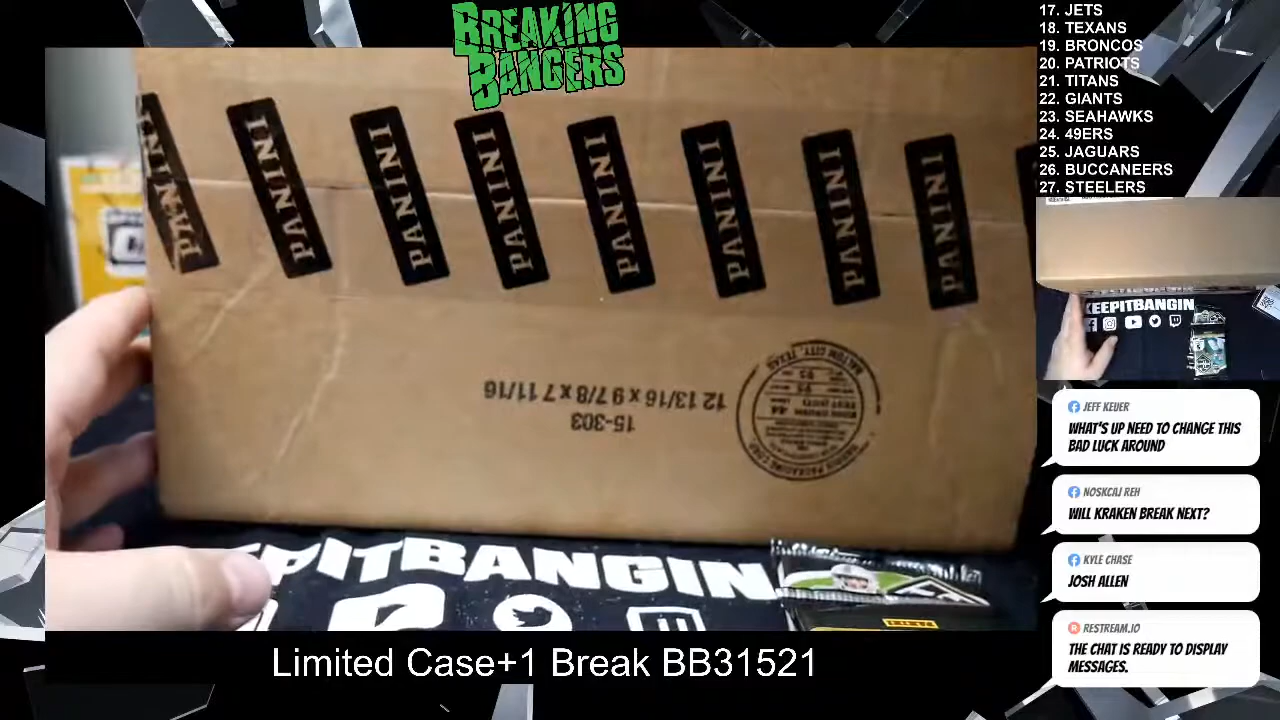 BREAKING
BANGERS
17. JETS
18. TEXANS
19. BRONCOS
20. PATRIOTS
21. TITANS
22. GIANTS
23. SEAHAWKS
24. 49ERS
25. JAGUARS
26. BUCCANEERS
27. STEELERS
PANINI
PANINI
PANINI
PANINI
PANINI
PANINI
PANINI
PANINI
15-303
12 13/16 x 9 7/8 x 7 11/16
EPITBANGIN
PANINI
KEEPITBANGIN
JEFF KEUER
WHAT'S UP NEED TO CHANGE THIS
BAD LUCK AROUND
NOSKCAJ REH
WILL KRAKEN BREAK NEXT?
KYLE CHASE
JOSH ALLEN
RESTREAM.IO
THE CHAT IS READY TO DISPLAY
MESSAGES.
Limited Case+1 Break BB31521